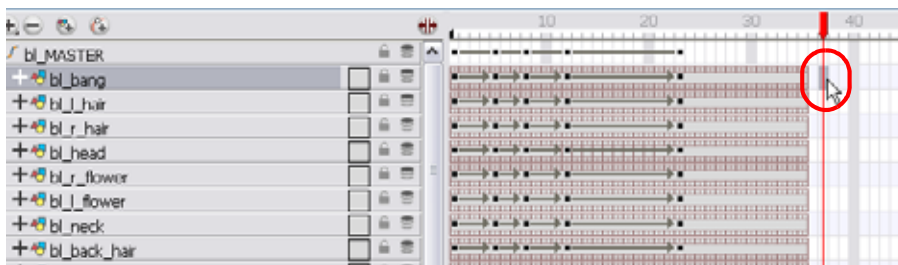 10 20 30 40
bl_MASTER
bl_bang
bl_l_hair
bl_r_hair
bl_head
bl_r_flower
bl_l_flower
bl_neck
bl_back_hair